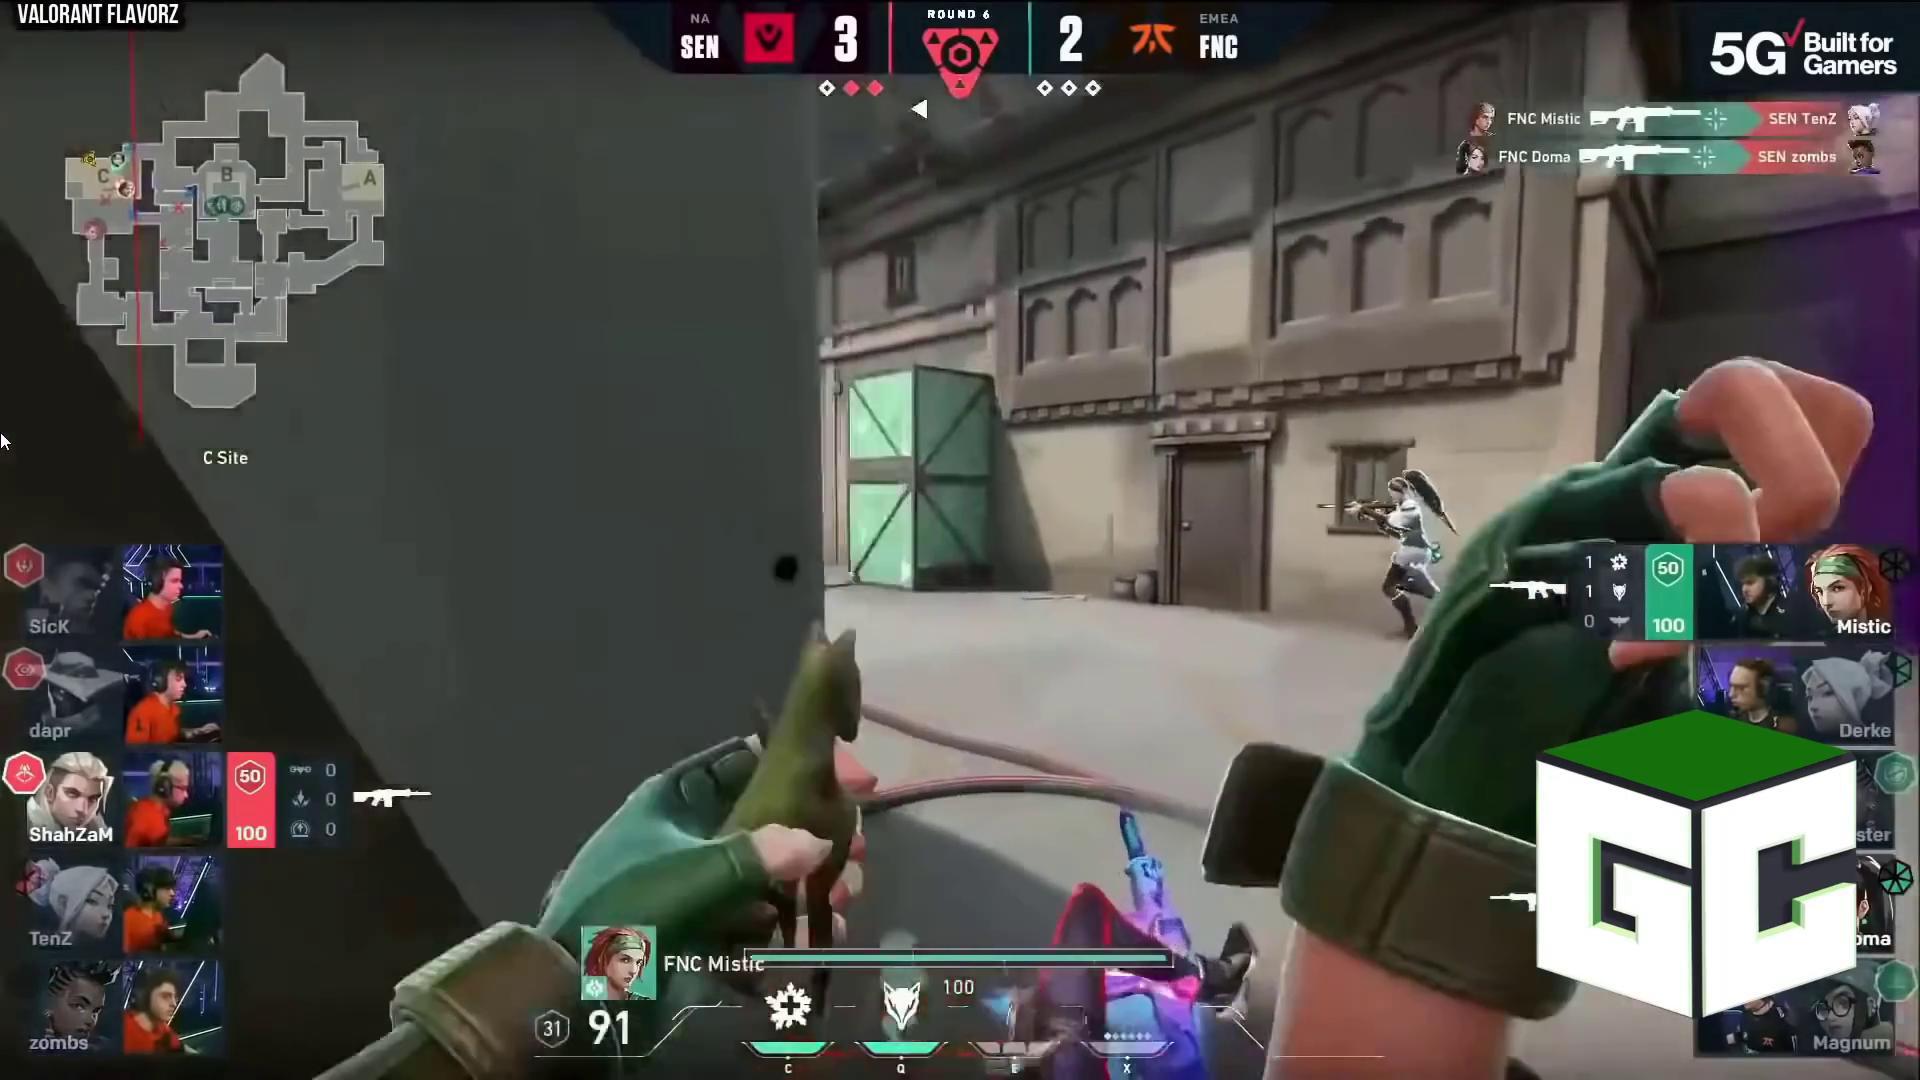 VALORANT FLAVORZ
NA
SEN
3
ROUND 6
2
EMEA
FNC
5G Built for Gamers
FNC Mistic SEN TenZ
FNC Doma SEN zombs
C
B
A
C Site
SicK
dapr
ShahZaM
50
100
0
0
0
TenZ
zombs
1
1
0
50
100
Mistic
Derke
ster
oma
Magnum
GC
FNC Mistic
31
91
100
C
Q
E
X